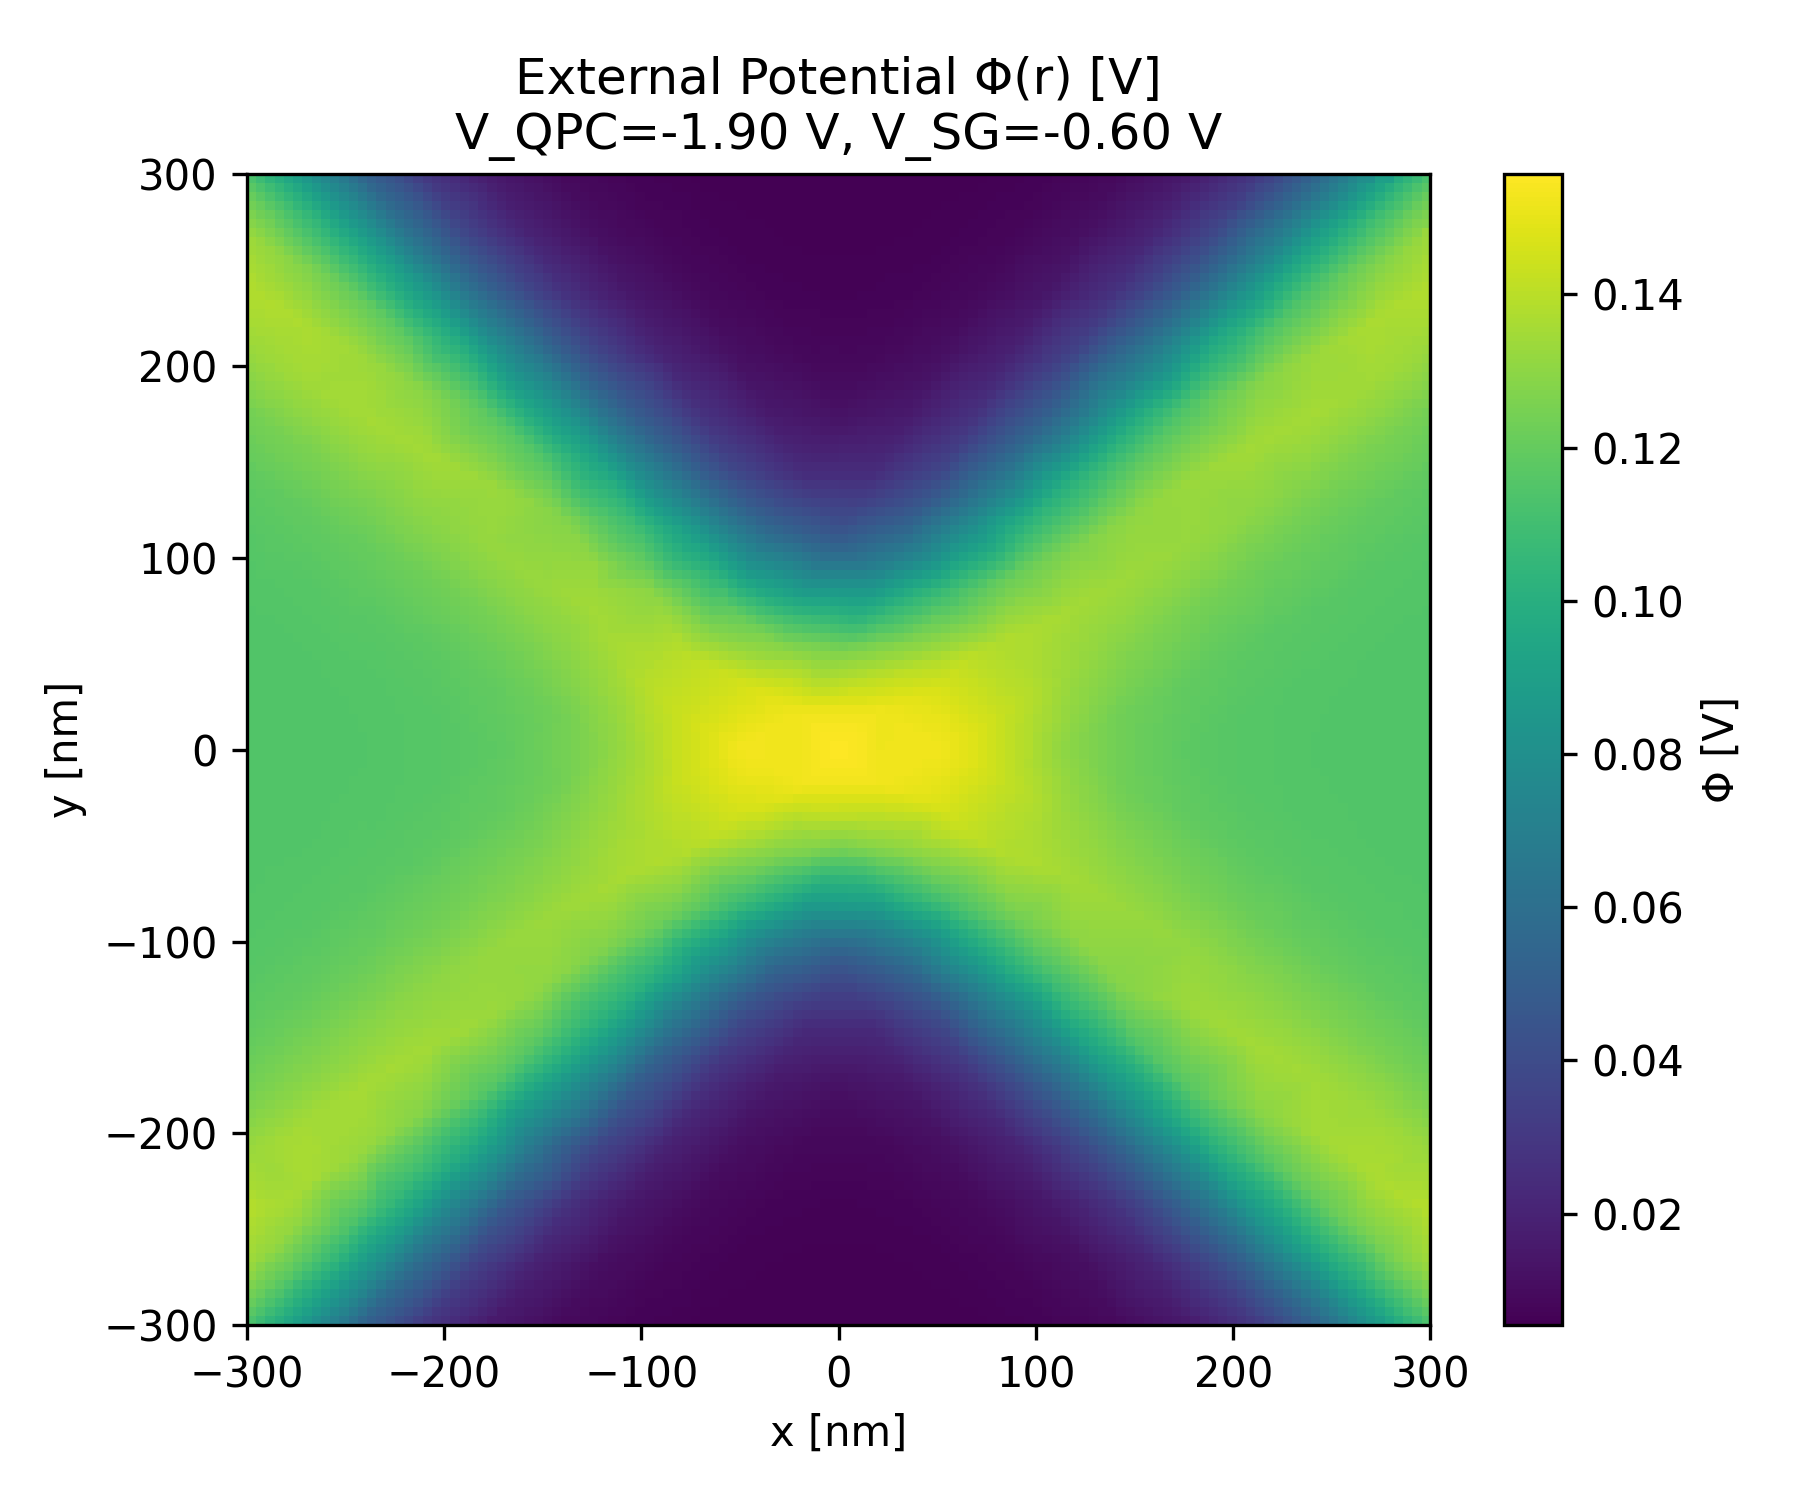 External Potential Φ(r) [V]
V_QPC=-1.90 V, V_SG=-0.60 V
300
200
100
0
−100
−200
−300
y [nm]
−300 −200 −100 0 100 200 300
x [nm]
0.14
0.12
0.10
0.08
0.06
0.04
0.02
Φ [V]